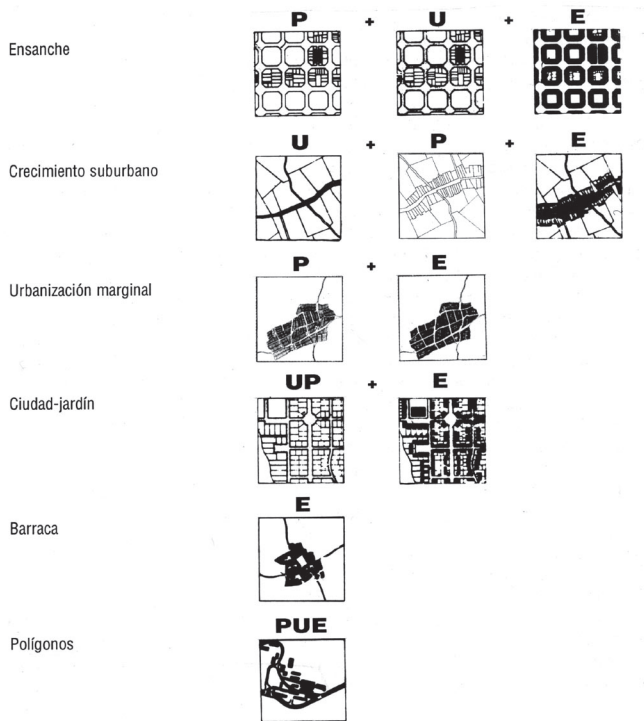 P + U + E
Ensanche
U + P + E
Crecimiento suburbano
P + E
Urbanización marginal
UP + E
Ciudad-jardín
E
Barraca
PUE
Polígonos